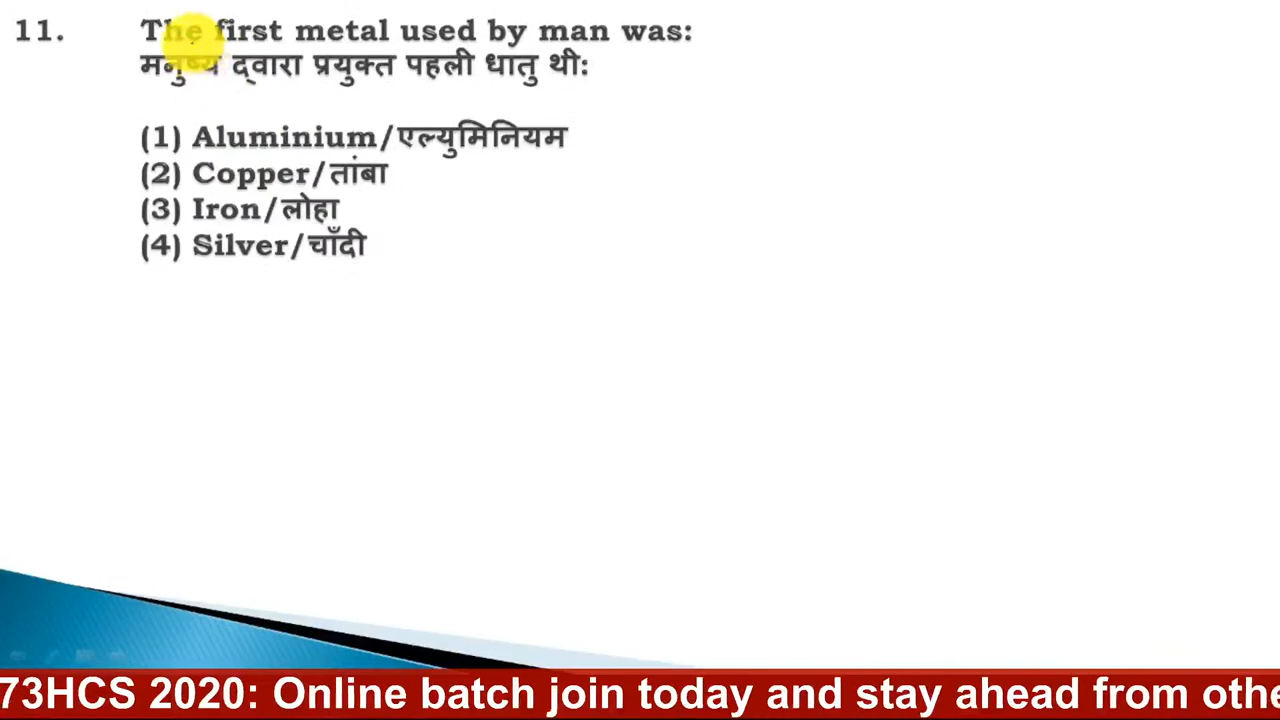 11. The first metal used by man was:
मनुष्य द्वारा प्रयुक्त पहली धातु थी:
(1) Aluminium/एल्युमिनियम
(2) Copper/तांबा
(3) Iron/लोहा
(4) Silver/चाँदी
73HCS 2020: Online batch join today and stay ahead from othe